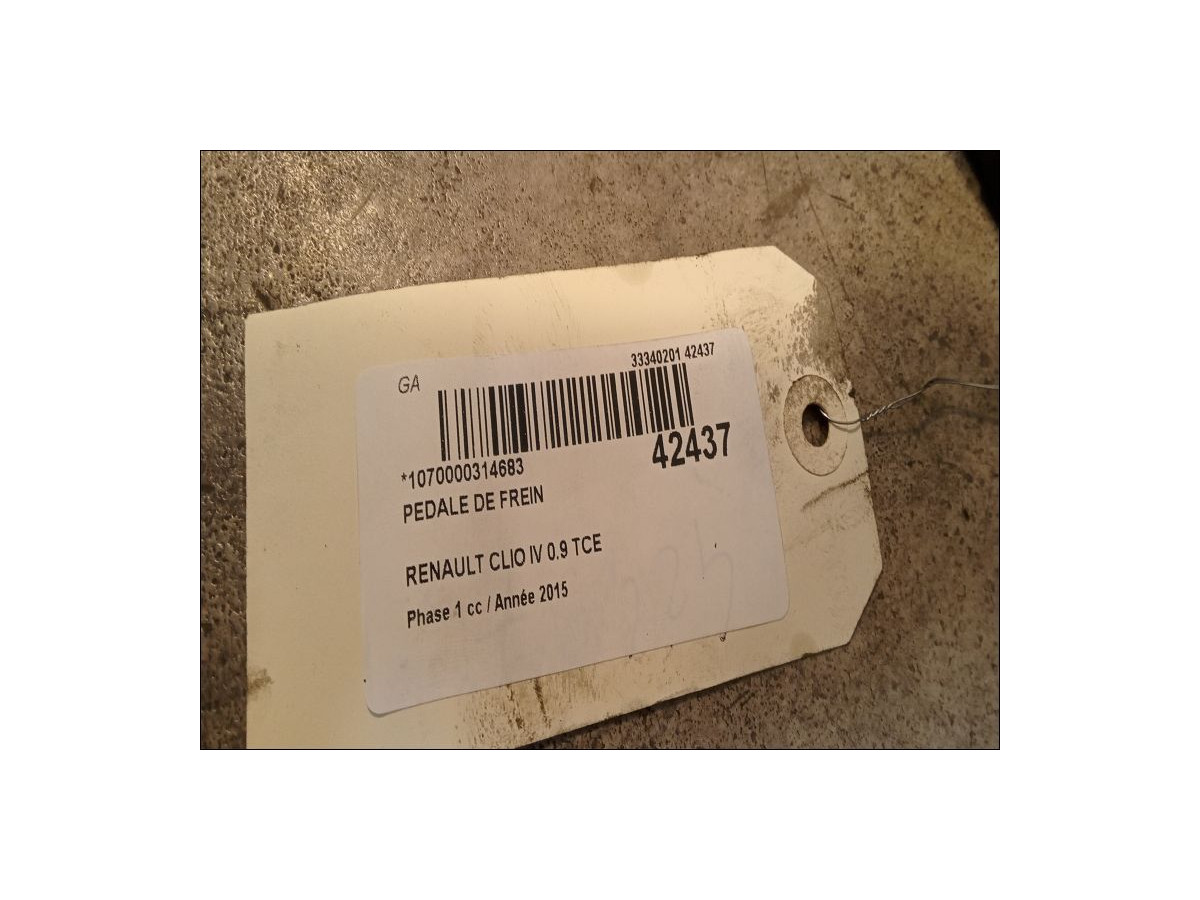 GA
33340201 42437
42437
*1070000314683
PEDALE DE FREIN
RENAULT CLIO IV 0.9 TCE
Phase 1 cc / Année 2015